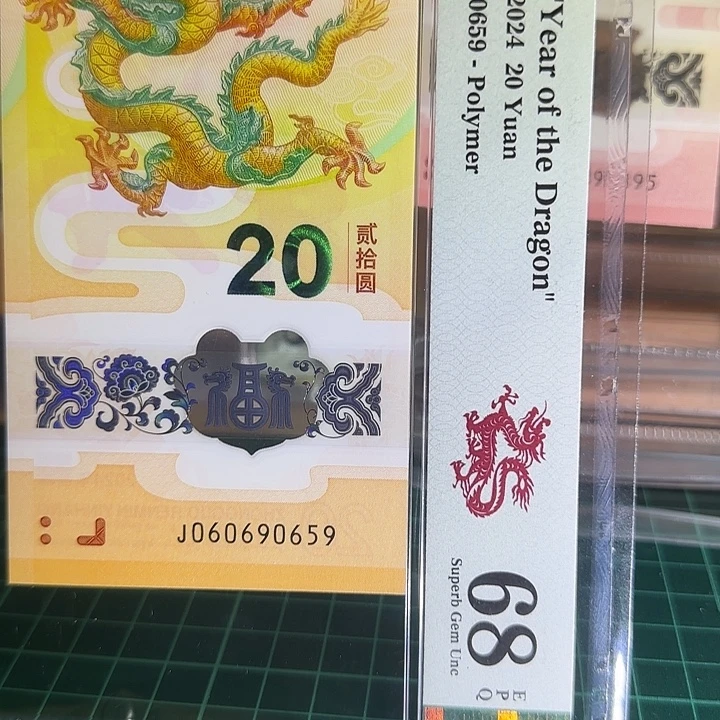 20
贰拾圆
福
J060690659
"Year of the Dragon"
2024 20 Yuan
0659 - Polymer
68
Superb Gem Unc
EPQ